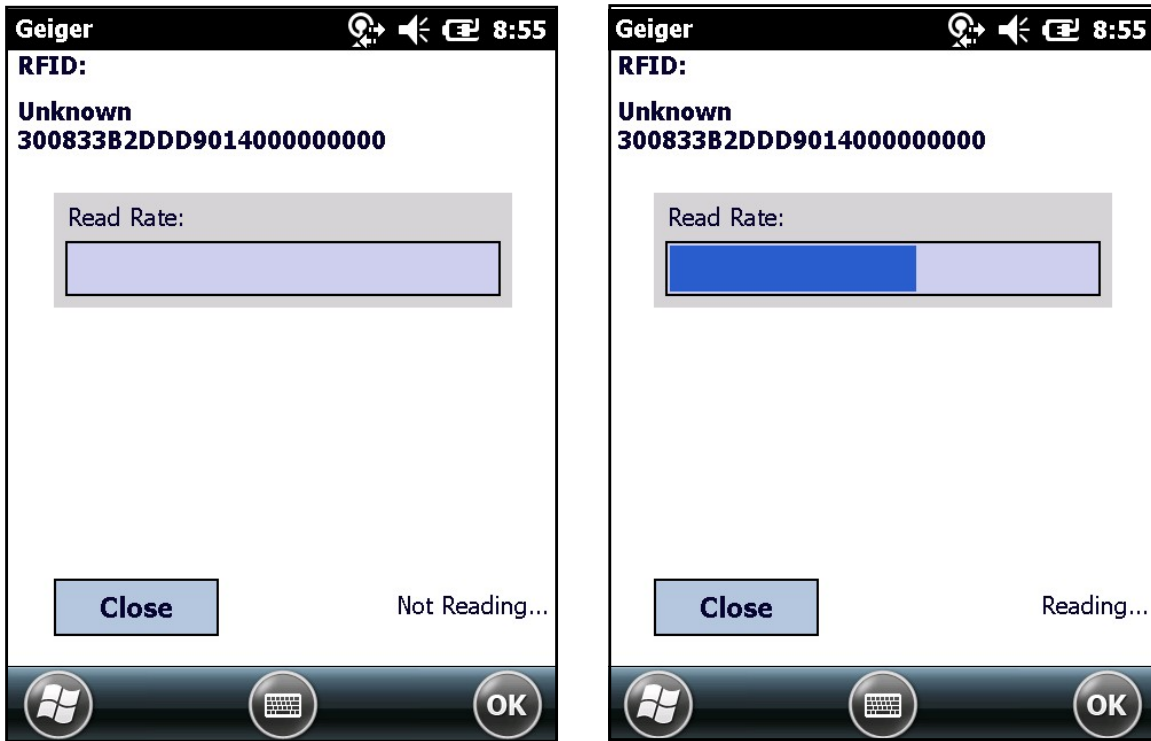 Geiger 8:55
RFID:
Unknown
300833B2DDD9014000000000
Read Rate:
Close Not Reading...
OK
Geiger 8:55
RFID:
Unknown
300833B2DDD9014000000000
Read Rate:
Close Reading...
OK